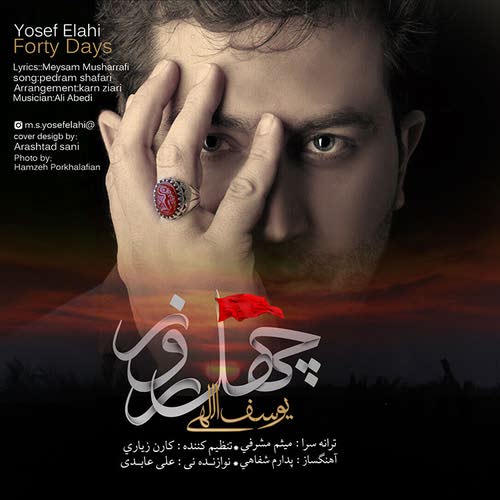 Yosef Elahi
Forty Days
Lyrics::Meysam Musharrafi
song:pedram shafari
Arrangement:karn ziari
Musician:Ali Abedi
m.s.yosefelahi@
cover desigb by:
Arashtad sani
Photo by:
Hamzeh Porkhalafian
چهل روز
یوسف الهی
ترانه سرا : میثم مشرفي • تنظیم کننده : کارن زیاري
آهنگساز : پدارم شفاهي • نوازنده نی : علی عابدی